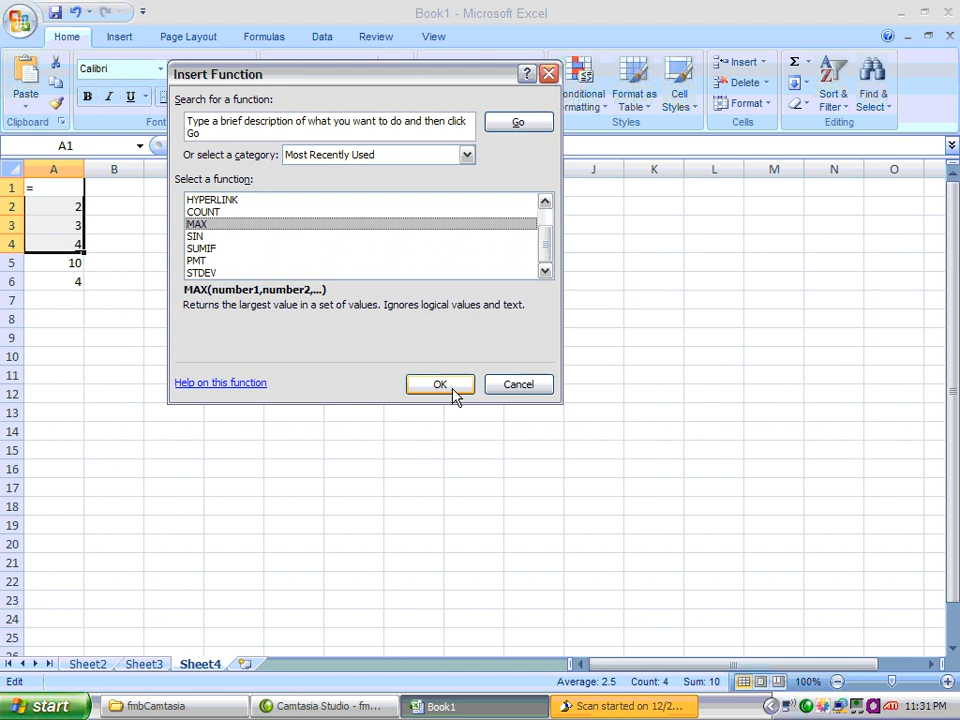 Book1 - Microsoft Excel
Home Insert Page Layout Formulas Data Review View
Paste
Clipboard
Calibri
B I U
Font
Insert Function
?
Search for a function:
Type a brief description of what you want to do and then click
Go
Go
Or select a category: Most Recently Used
Select a function:
HYPERLINK
COUNT
MAX
SIN
SUMIF
PMT
STDEV
MAX(number1,number2,...)
Returns the largest value in a set of values. Ignores logical values and text.
Help on this function
OK Cancel
onditional
rmatting
Format as
Table
Cell
Styles
Styles
Insert
Delete
Format
Cells
Σ
Sort &
Filter
Find &
Select
Editing
A1
A B J K L M N O
1 =
2 2
3 3
4 4
5 10
6 4
7
8
9
10
11
12
13
14
15
16
17
18
19
20
21
22
23
24
25
Sheet2 Sheet3 Sheet4
Edit Average: 2.5 Count: 4 Sum: 10 100%
start fmbCamtasia Camtasia Studio - fm... Book1 Scan started on 12/2... 11:31 PM